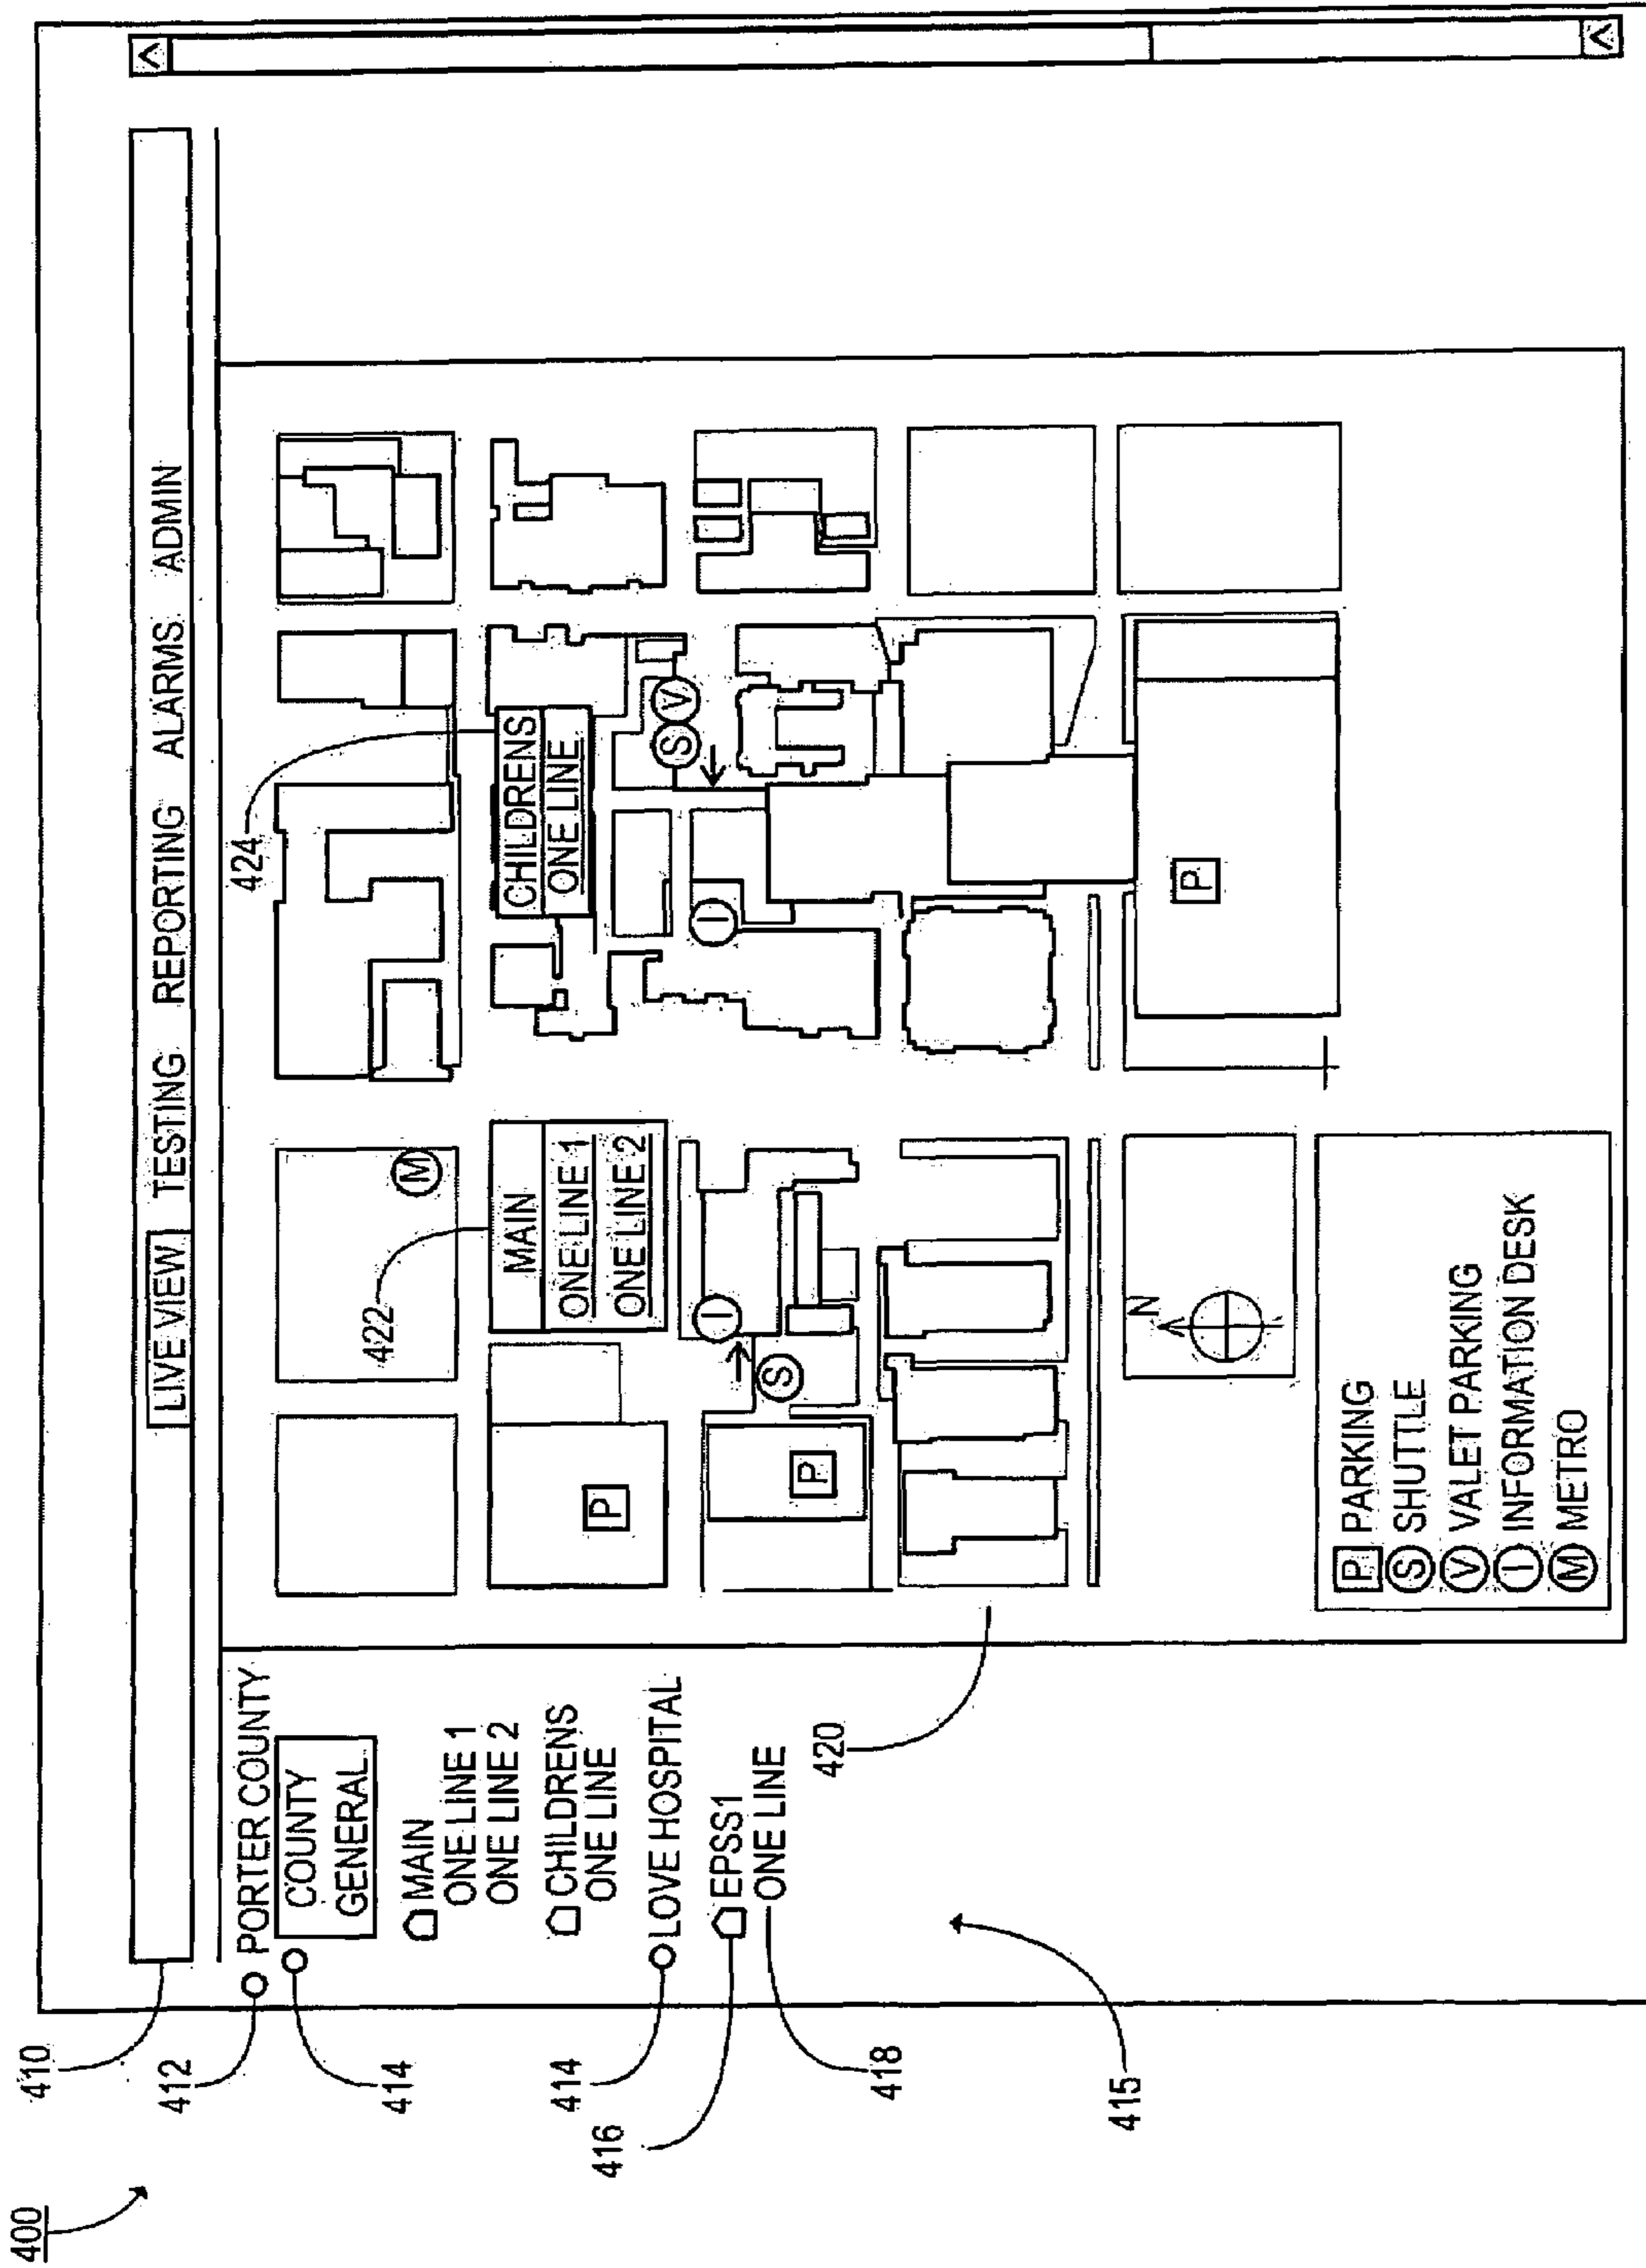 400
410
412
414
414
416
418
415
LIVE VIEW TESTING REPORTING ALARMS ADMIN
PORTER COUNTY
COUNTY
GENERAL
MAIN
ONE LINE 1
ONE LINE 2
CHILDRENS
ONE LINE
LOVE HOSPITAL
EPSS1
ONE LINE
420
422
424
M
MAIN
ONE LINE 1
ONE LINE 2
CHILDRENS
ONE LINE
S V
I
I
S
P
P
P
N
P PARKING
S SHUTTLE
V VALET PARKING
I INFORMATION DESK
M METRO